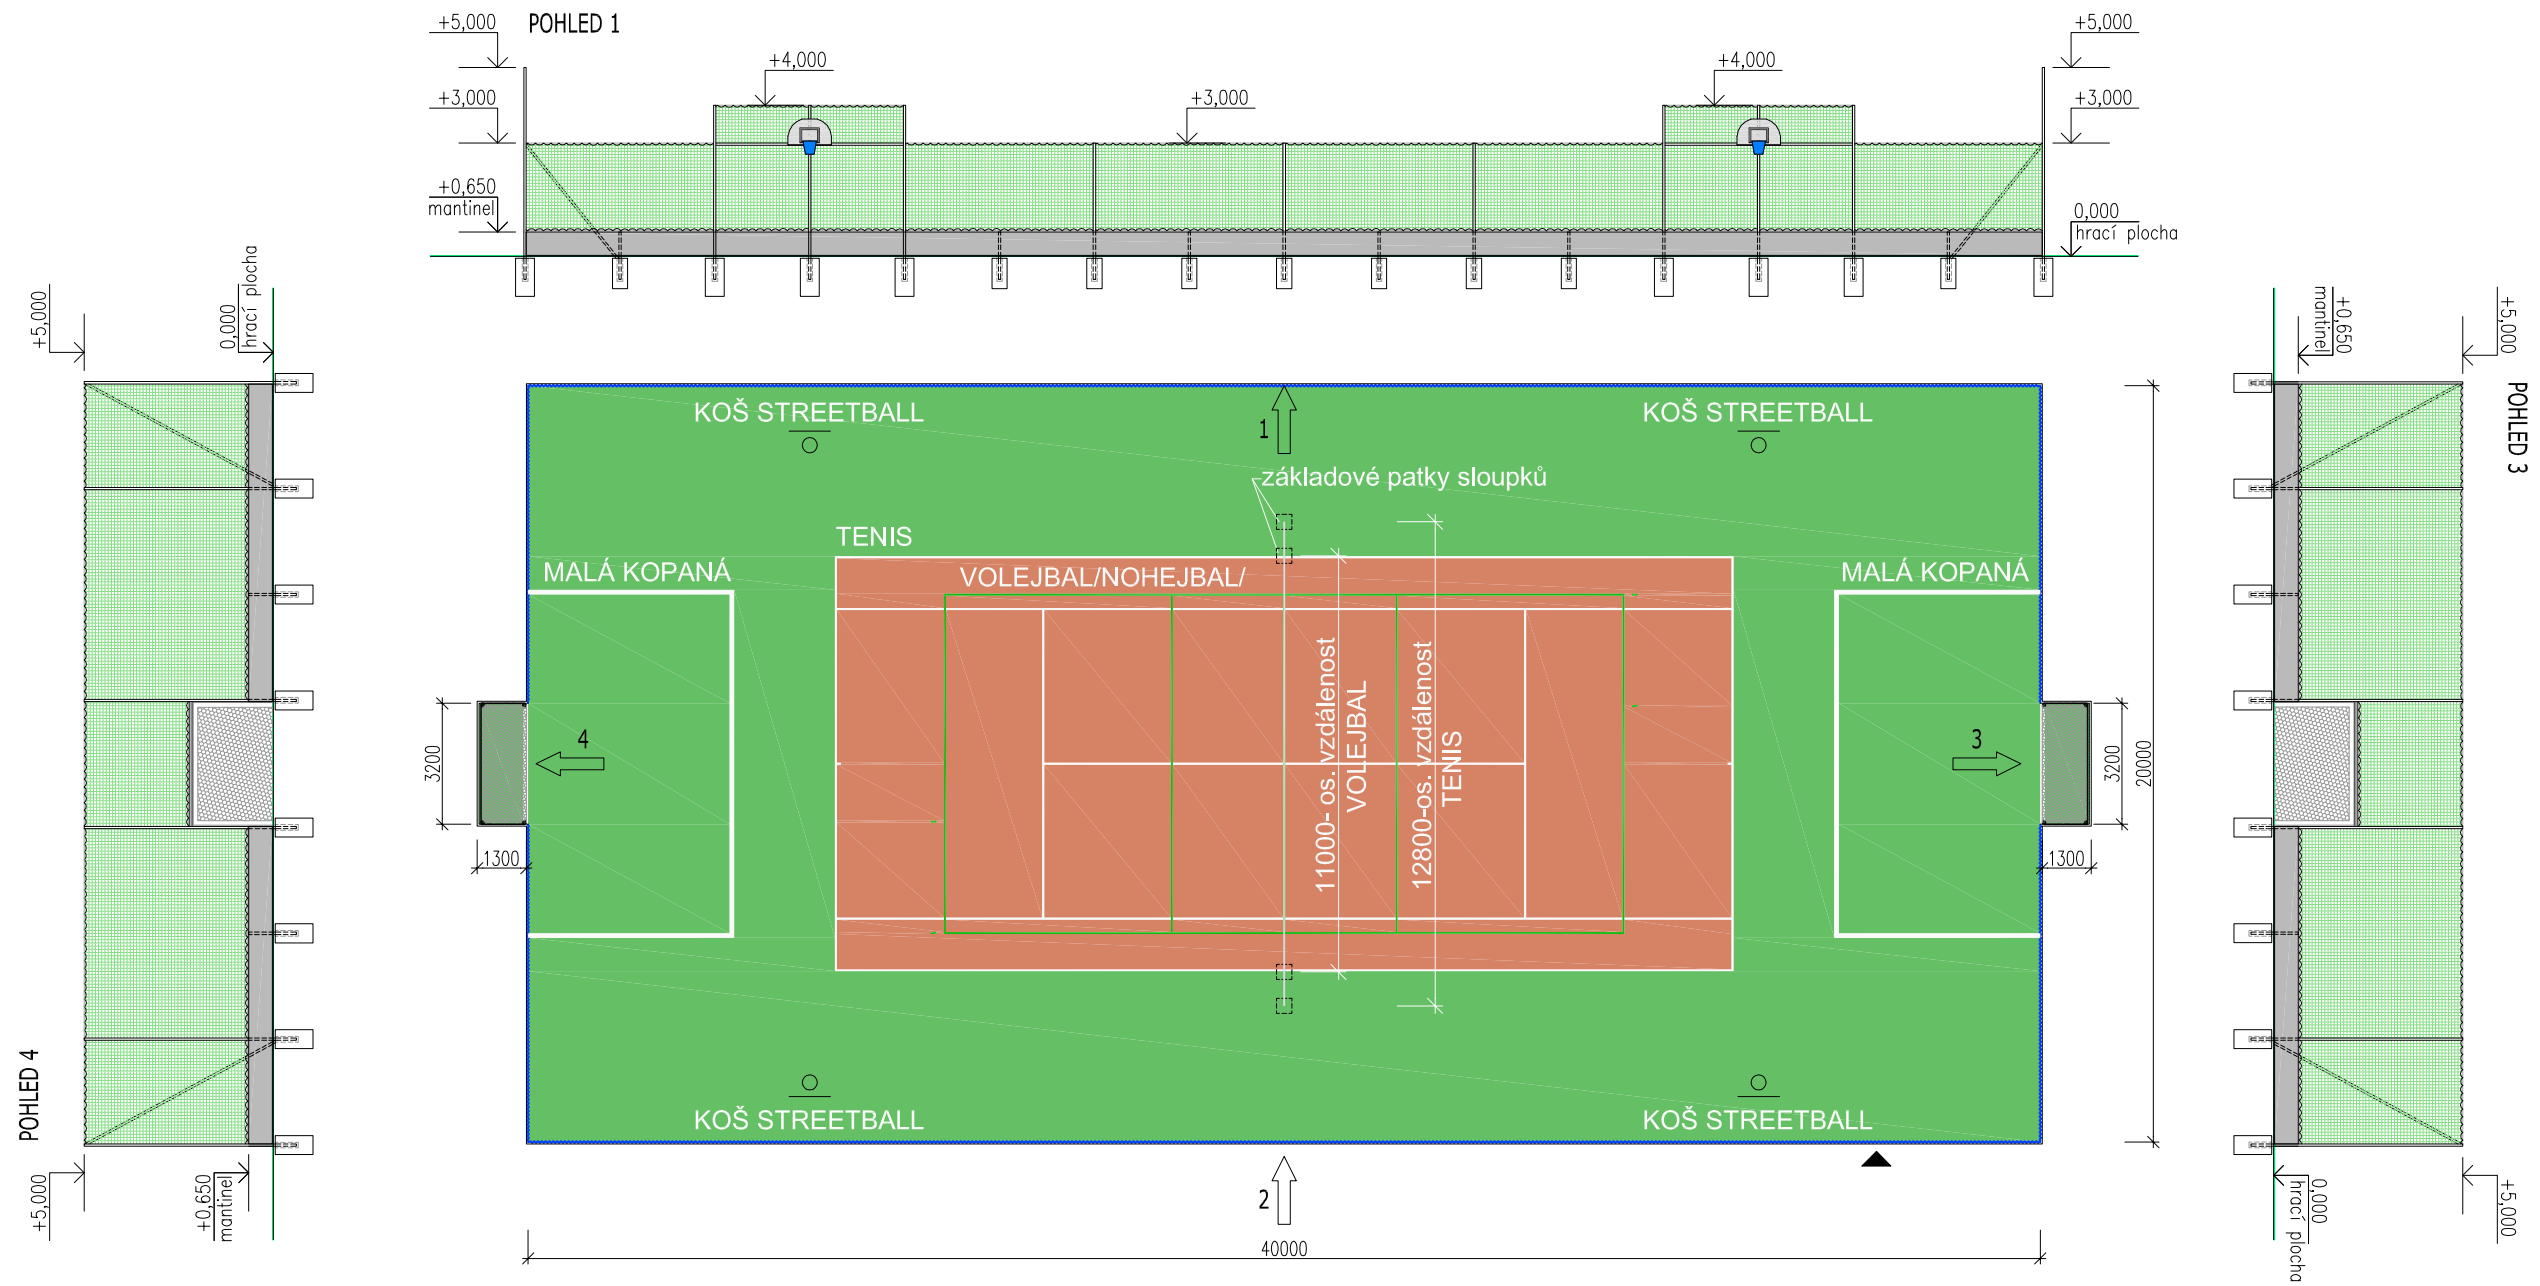 POHLED 1
+5,000
+3,000
+0,650
mantinel
+4,000
+3,000
+4,000
+5,000
+3,000
0,000
hrací plocha
+5,000
0,000
hrací plocha
POHLED 4
+5,000
+0,650
mantinel
KOŠ STREETBALL
KOŠ STREETBALL
1
základové patky sloupků
TENIS
MALÁ KOPANÁ
VOLEJBAL/NOHEJBAL/
MALÁ KOPANÁ
3200
4
11000- os. vzdálenost
VOLEJBAL
12800-os. vzdálenost
TENIS
3
3200
20000
1300
1300
KOŠ STREETBALL
KOŠ STREETBALL
2
40000
+0,650
mantinel
+5,000
POHLED 3
0,000
hrací plocha
+5,000